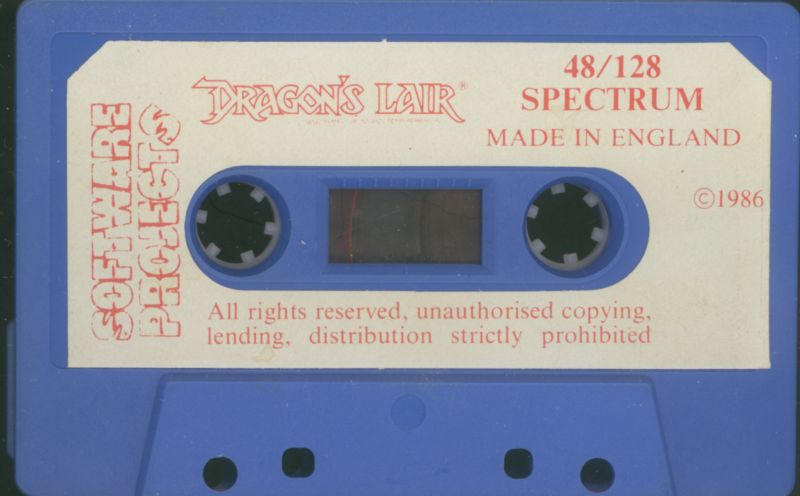 SOFTWARE
PROJECTS
DRAGON'S LAIR®
48/128
SPECTRUM
MADE IN ENGLAND
©1986
All rights reserved, unauthorised copying,
lending, distribution strictly prohibited